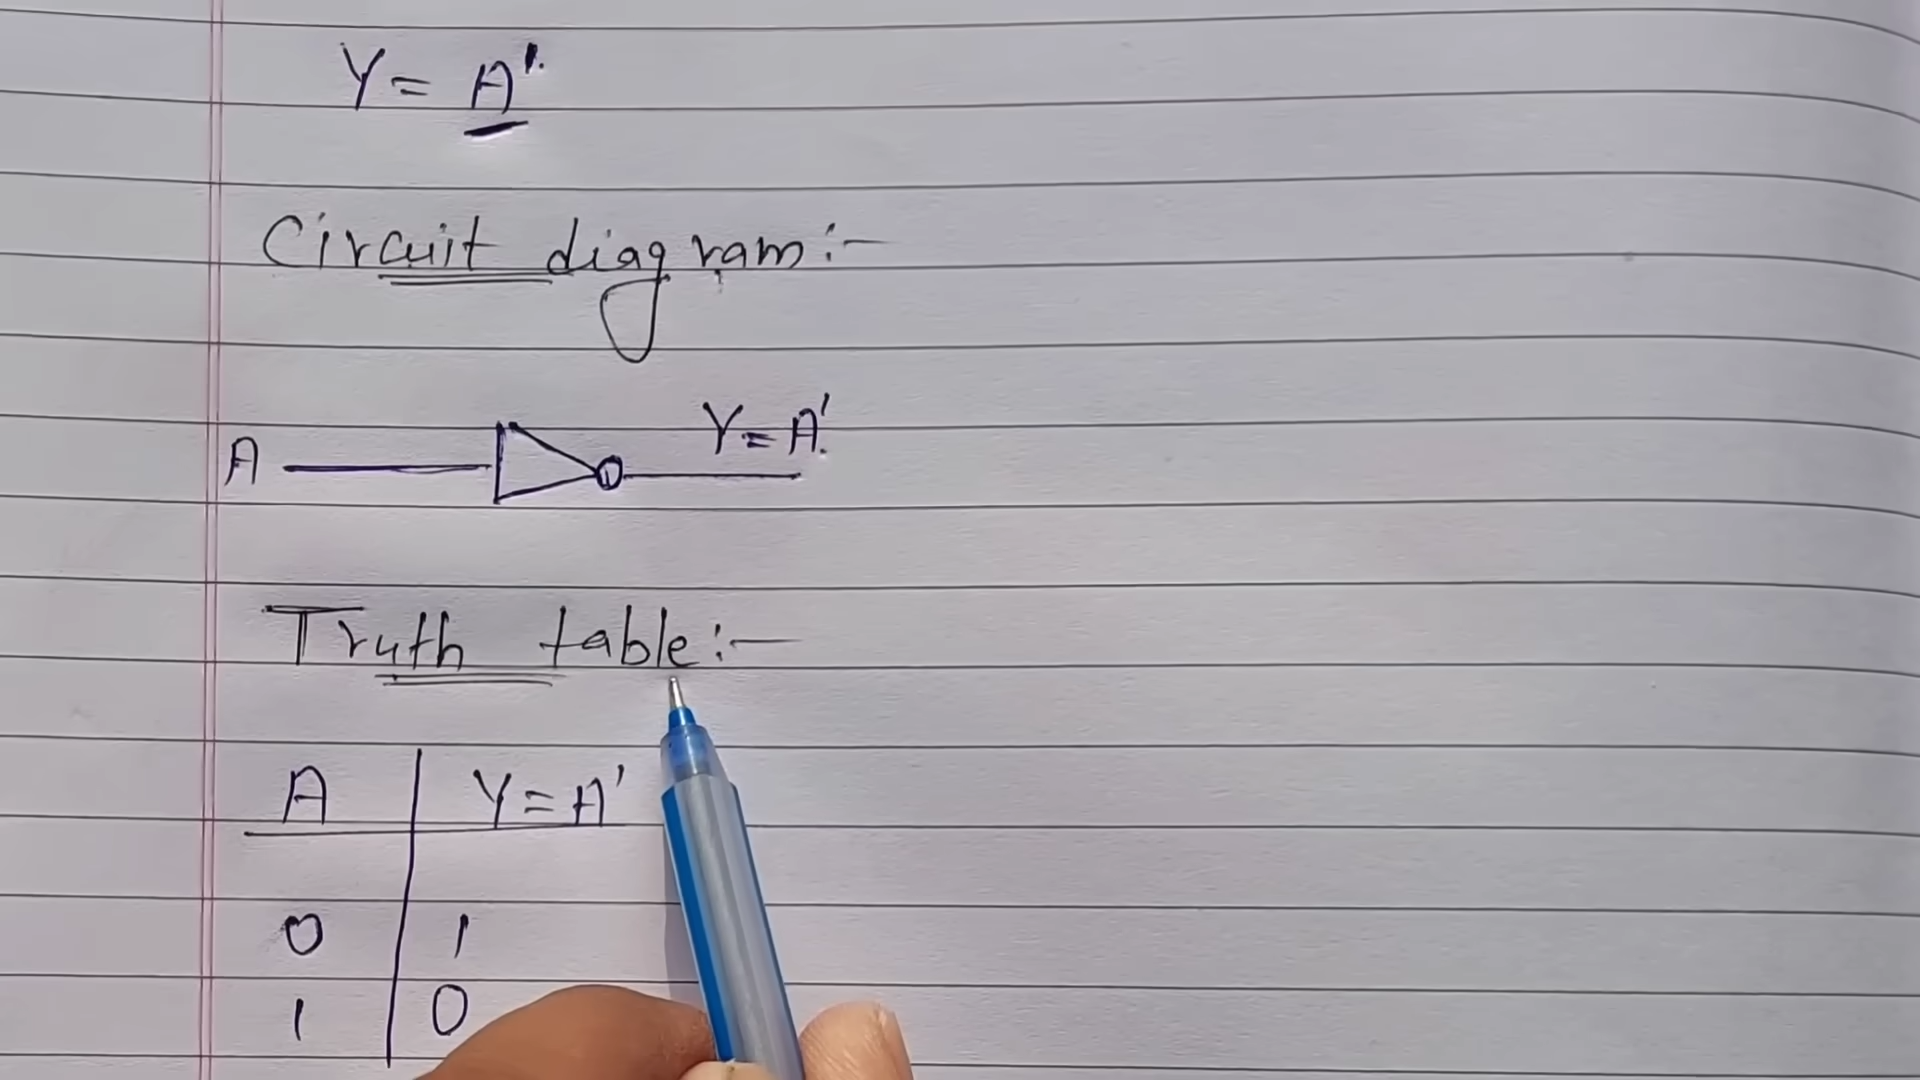 Y = A'
Circuit diagram:-
A Y = A'
Truth table:-
A Y = A'
0 1
1 0